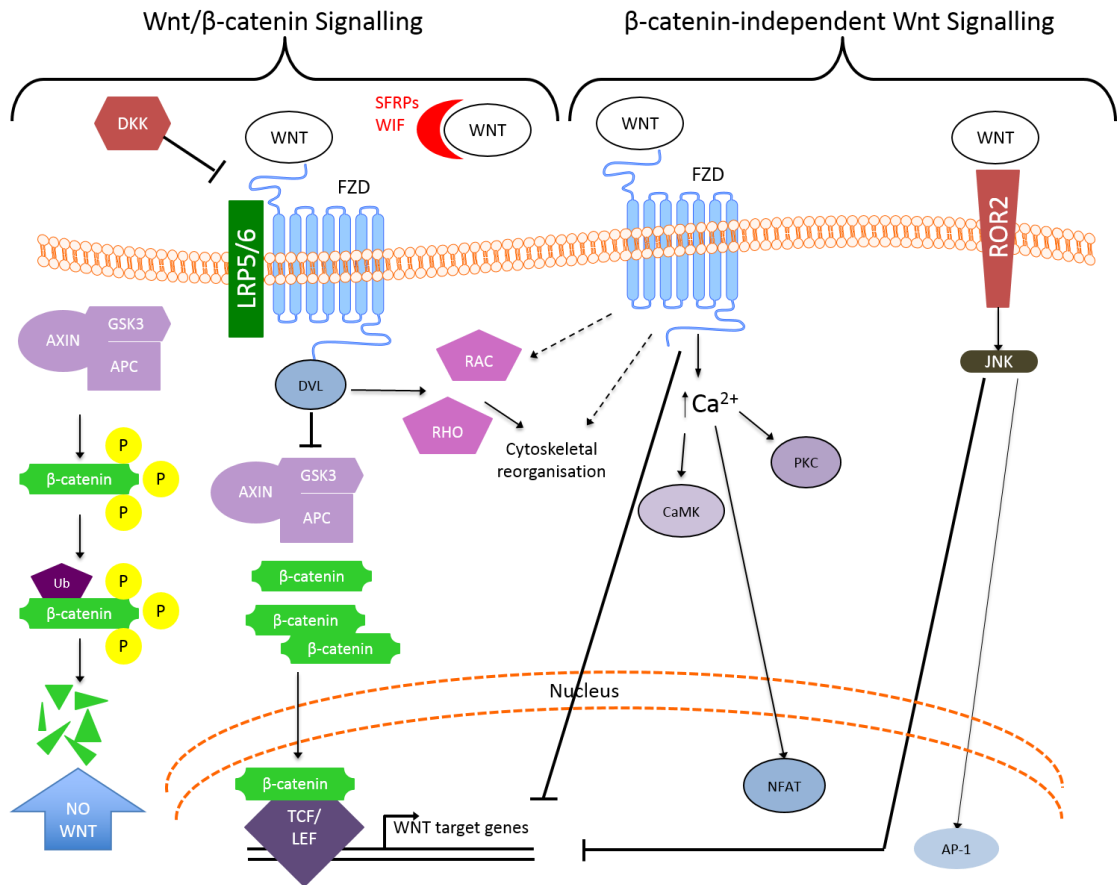 Wnt/β-catenin Signalling
β-catenin-independent Wnt Signalling
DKK
WNT
SFRPs
WIF
WNT
WNT
WNT
FZD
FZD
LRP5/6
ROR2
AXIN
GSK3
APC
DVL
RAC
RHO
Cytoskeletal
reorganisation
Ca²⁺
JNK
PKC
CaMK
P
β-catenin
P
P
AXIN
GSK3
APC
Ub
P
β-catenin
P
P
β-catenin
β-catenin
β-catenin
Nucleus
NO
WNT
β-catenin
TCF/
LEF
WNT target genes
NFAT
AP-1